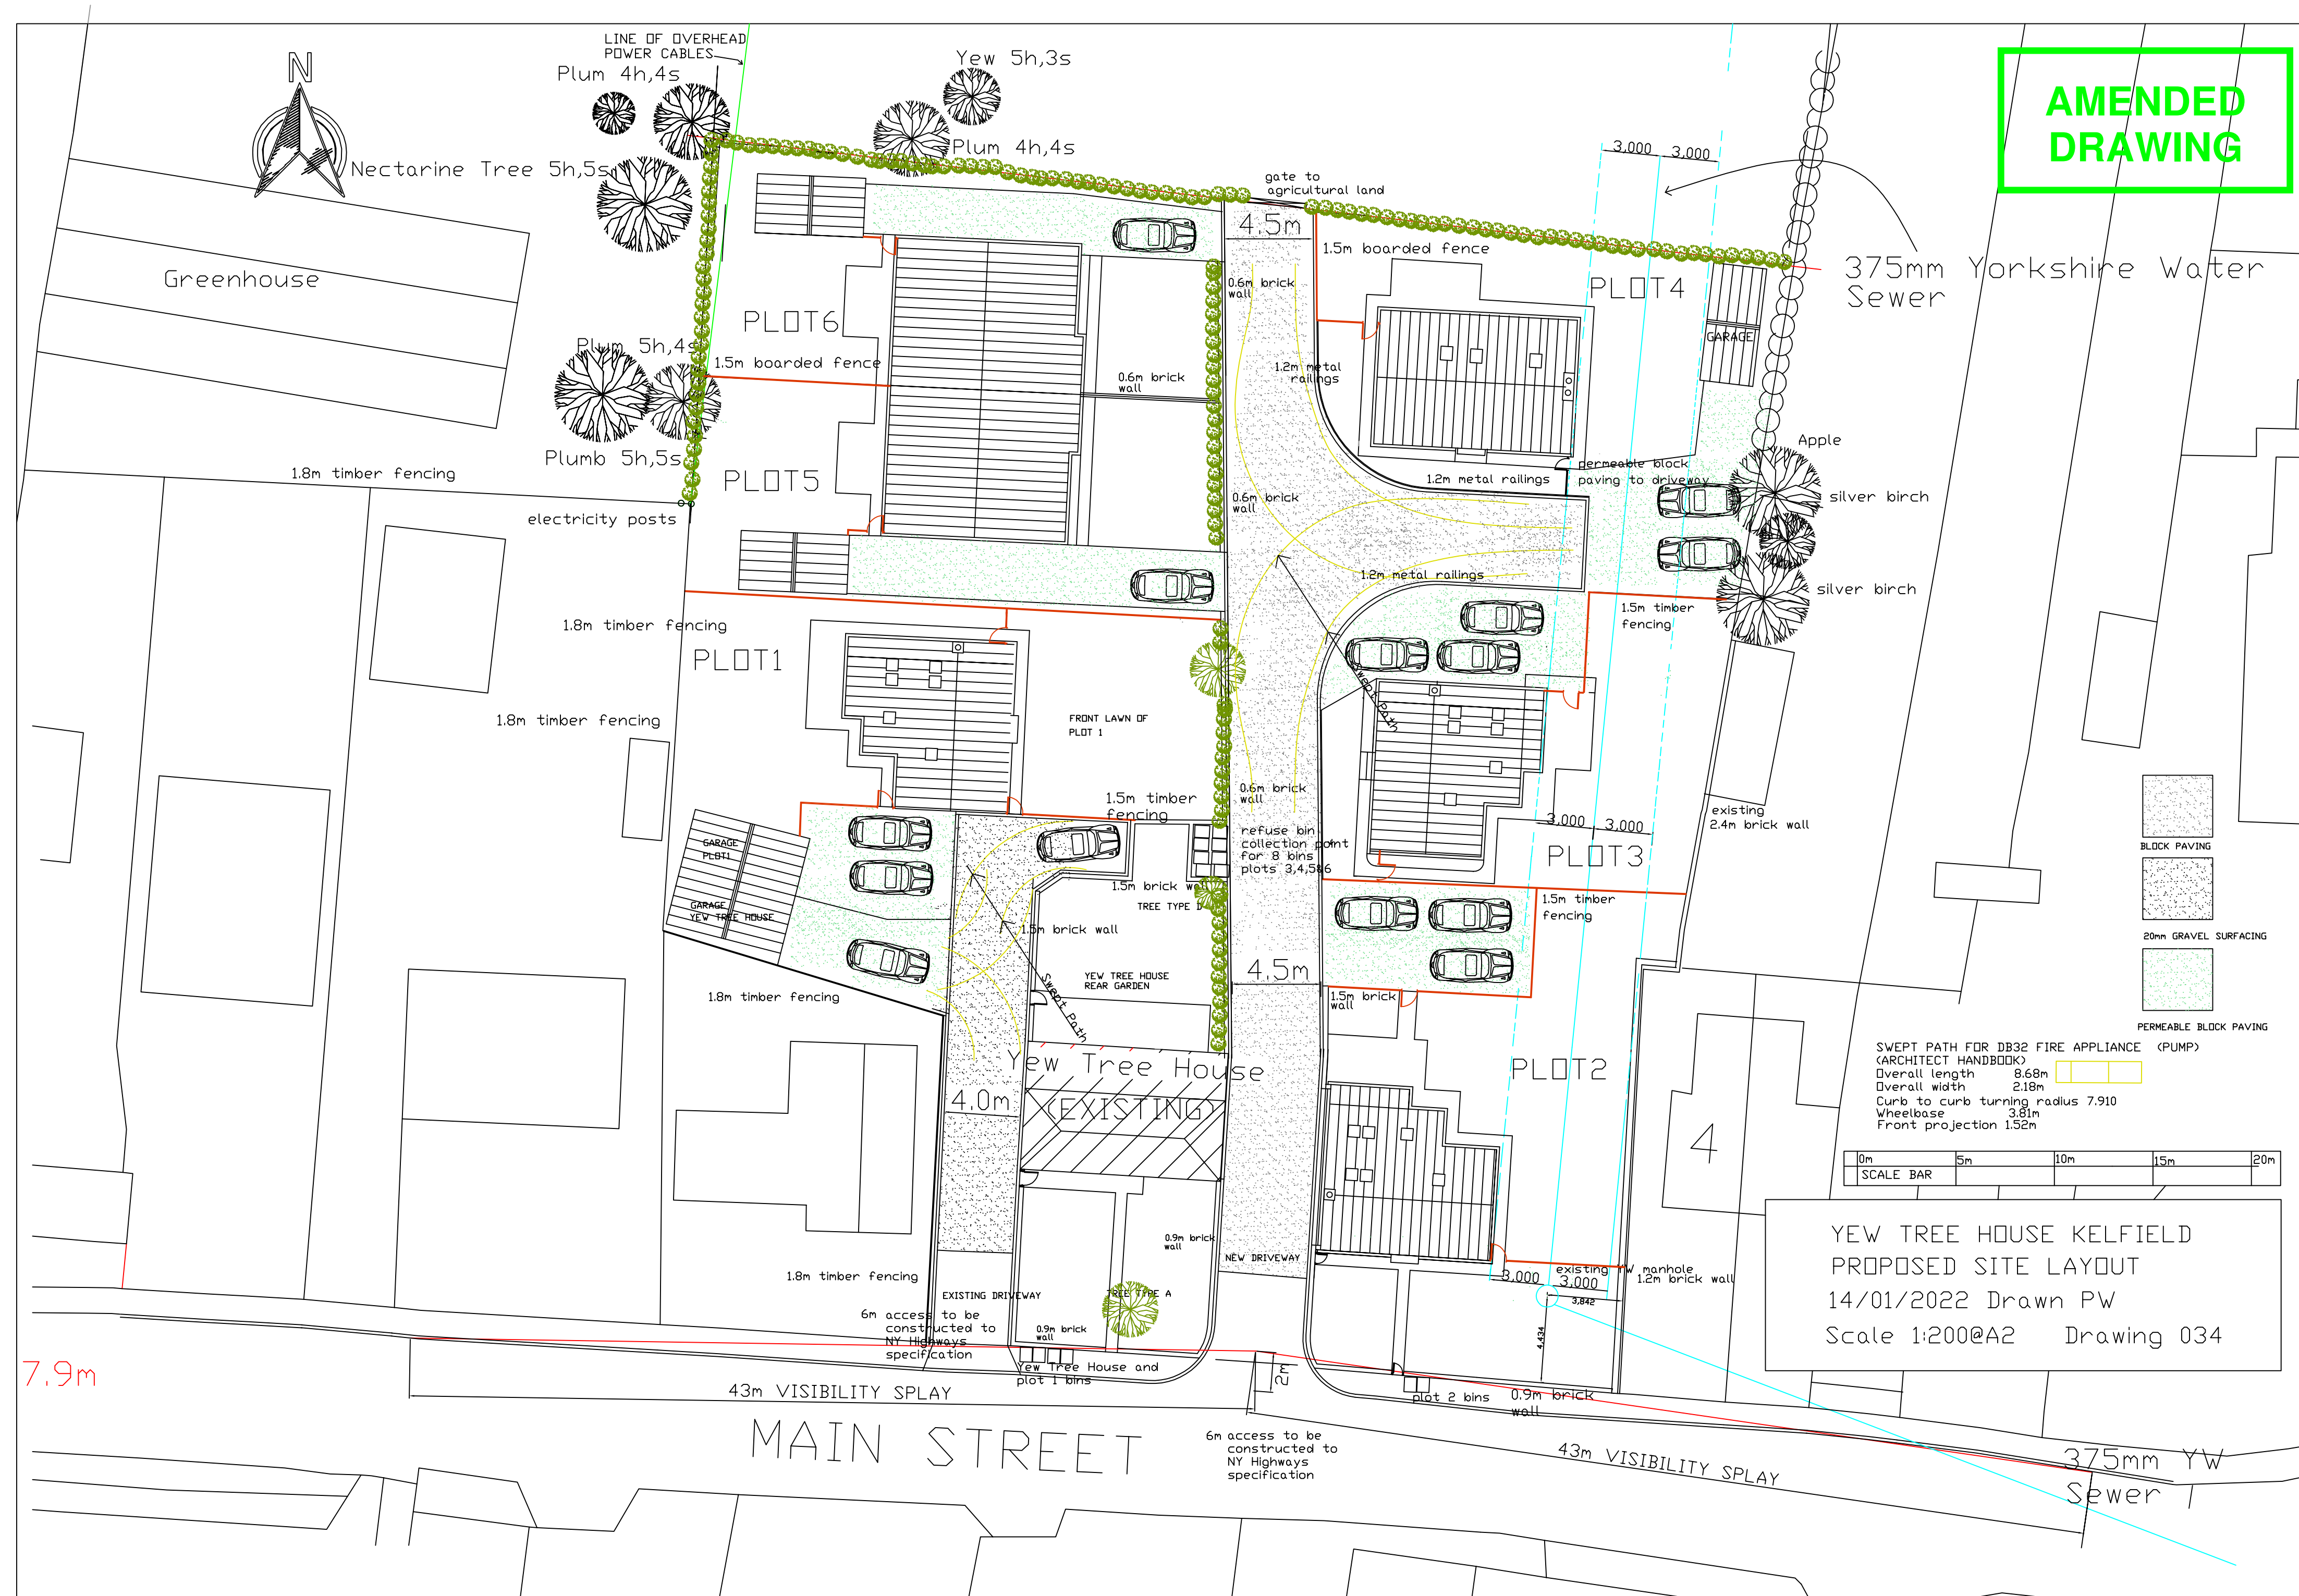 LINE OF OVERHEAD
POWER CABLES
N
Plum 4h,4s
Yew 5h,3s
AMENDED
DRAWING
Nectarine Tree 5h,5s
Plum 4h,4s
gate to
agricultural land
3,000
3,000
4.5m
1.5m boarded fence
375mm Yorkshire Water
Sewer
Greenhouse
PLOT6
0.6m brick
wall
PLOT4
GARAGE
Plum 5h,4s
1.5m boarded fence
0.6m brick
wall
1.2m metal
railings
Plumb 5h,5s
1.8m timber fencing
PLOT5
0.6m brick
wall
1.2m metal railings
permeable block
paving to driveway
Apple
silver birch
electricity posts
1.2m metal railings
silver birch
1.8m timber fencing
1.5m timber
fencing
PLOT1
Swept Path
1.8m timber fencing
FRONT LAWN OF
PLOT 1
1.5m timber
fencing
0.6m brick
wall
3,000
3,000
existing
2.4m brick wall
GARAGE
PLOT1
refuse bin
collection point
for 8 bins
plots 3,4,5&6
PLOT3
BLOCK PAVING
GARAGE
YEW TREE HOUSE
1.5m brick wall
TREE TYPE D
1.5m brick wall
1.5m timber
fencing
20mm GRAVEL SURFACING
4.5m
YEW TREE HOUSE
REAR GARDEN
Swept Path
1.8m timber fencing
1.5m brick
wall
PERMEABLE BLOCK PAVING
Yew Tree House
(EXISTING)
4.0m
PLOT2
4
SWEPT PATH FOR DB32 FIRE APPLIANCE (PUMP)
(ARCHITECT HANDBOOK)
Overall length 8.68m
Overall width 2.18m
Curb to curb turning radius 7.910
Wheelbase 3.81m
Front projection 1.52m
0m 5m 10m 15m 20m
SCALE BAR
0.9m brick
wall
NEW DRIVEWAY
1.8m timber fencing
existing YW manhole
3,000
3,000
1.2m brick wall
3,842
4,434
EXISTING DRIVEWAY
TREE TYPE A
6m access to be
constructed to
NY Highways
specification
0.9m brick
wall
Yew Tree House and
plot 1 bins
2m
plot 2 bins
0.9m brick
wall
YEW TREE HOUSE KELFIELD
PROPOSED SITE LAYOUT
14/01/2022 Drawn PW
Scale 1:200@A2 Drawing 034
7.9m
43m VISIBILITY SPLAY
MAIN STREET
6m access to be
constructed to
NY Highways
specification
43m VISIBILITY SPLAY
375mm YW
Sewer